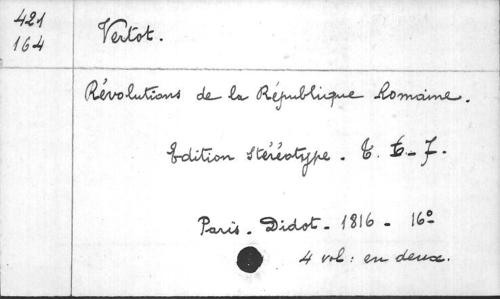 421
164
Vertot.
Révolutions de la République Romaine.
Edition Stéréotype. T. - 7.
Paris - Didot - 1816 - 16°
4 vol: en deux.